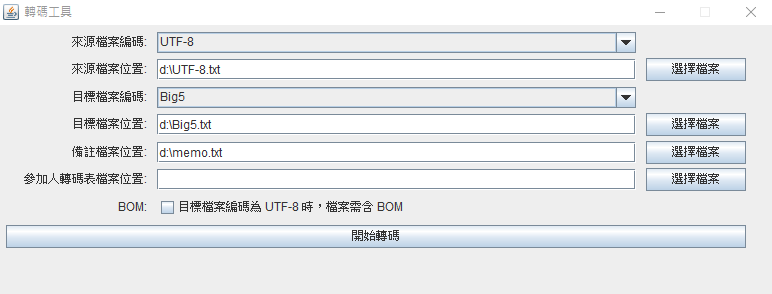 轉碼工具
來源檔案編碼: UTF-8
來源檔案位置: d:\UTF-8.txt 選擇檔案
目標檔案編碼: Big5
目標檔案位置: d:\Big5.txt 選擇檔案
備註檔案位置: d:\memo.txt 選擇檔案
參加人轉碼表檔案位置: 選擇檔案
BOM: 目標檔案編碼為 UTF-8 時，檔案需含 BOM
開始轉碼